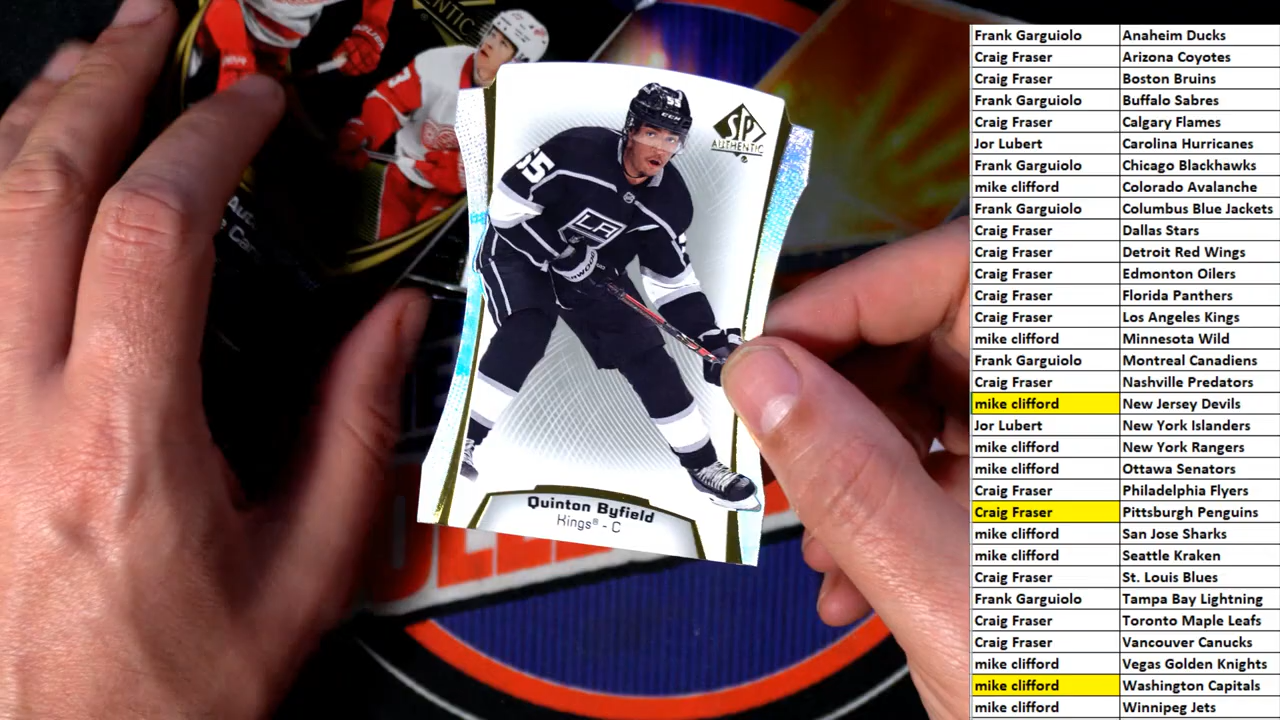 SP
AUTHENTIC
55
LA
Quinton Byfield
Kings® - C
Frank Garguiolo Anaheim Ducks
Craig Fraser Arizona Coyotes
Craig Fraser Boston Bruins
Frank Garguiolo Buffalo Sabres
Craig Fraser Calgary Flames
Jor Lubert Carolina Hurricanes
Frank Garguiolo Chicago Blackhawks
mike clifford Colorado Avalanche
Frank Garguiolo Columbus Blue Jackets
Craig Fraser Dallas Stars
Craig Fraser Detroit Red Wings
Craig Fraser Edmonton Oilers
Craig Fraser Florida Panthers
Craig Fraser Los Angeles Kings
mike clifford Minnesota Wild
Frank Garguiolo Montreal Canadiens
Craig Fraser Nashville Predators
mike clifford New Jersey Devils
Jor Lubert New York Islanders
mike clifford New York Rangers
mike clifford Ottawa Senators
Craig Fraser Philadelphia Flyers
Craig Fraser Pittsburgh Penguins
mike clifford San Jose Sharks
mike clifford Seattle Kraken
Craig Fraser St. Louis Blues
Frank Garguiolo Tampa Bay Lightning
Craig Fraser Toronto Maple Leafs
Craig Fraser Vancouver Canucks
mike clifford Vegas Golden Knights
mike clifford Washington Capitals
mike clifford Winnipeg Jets